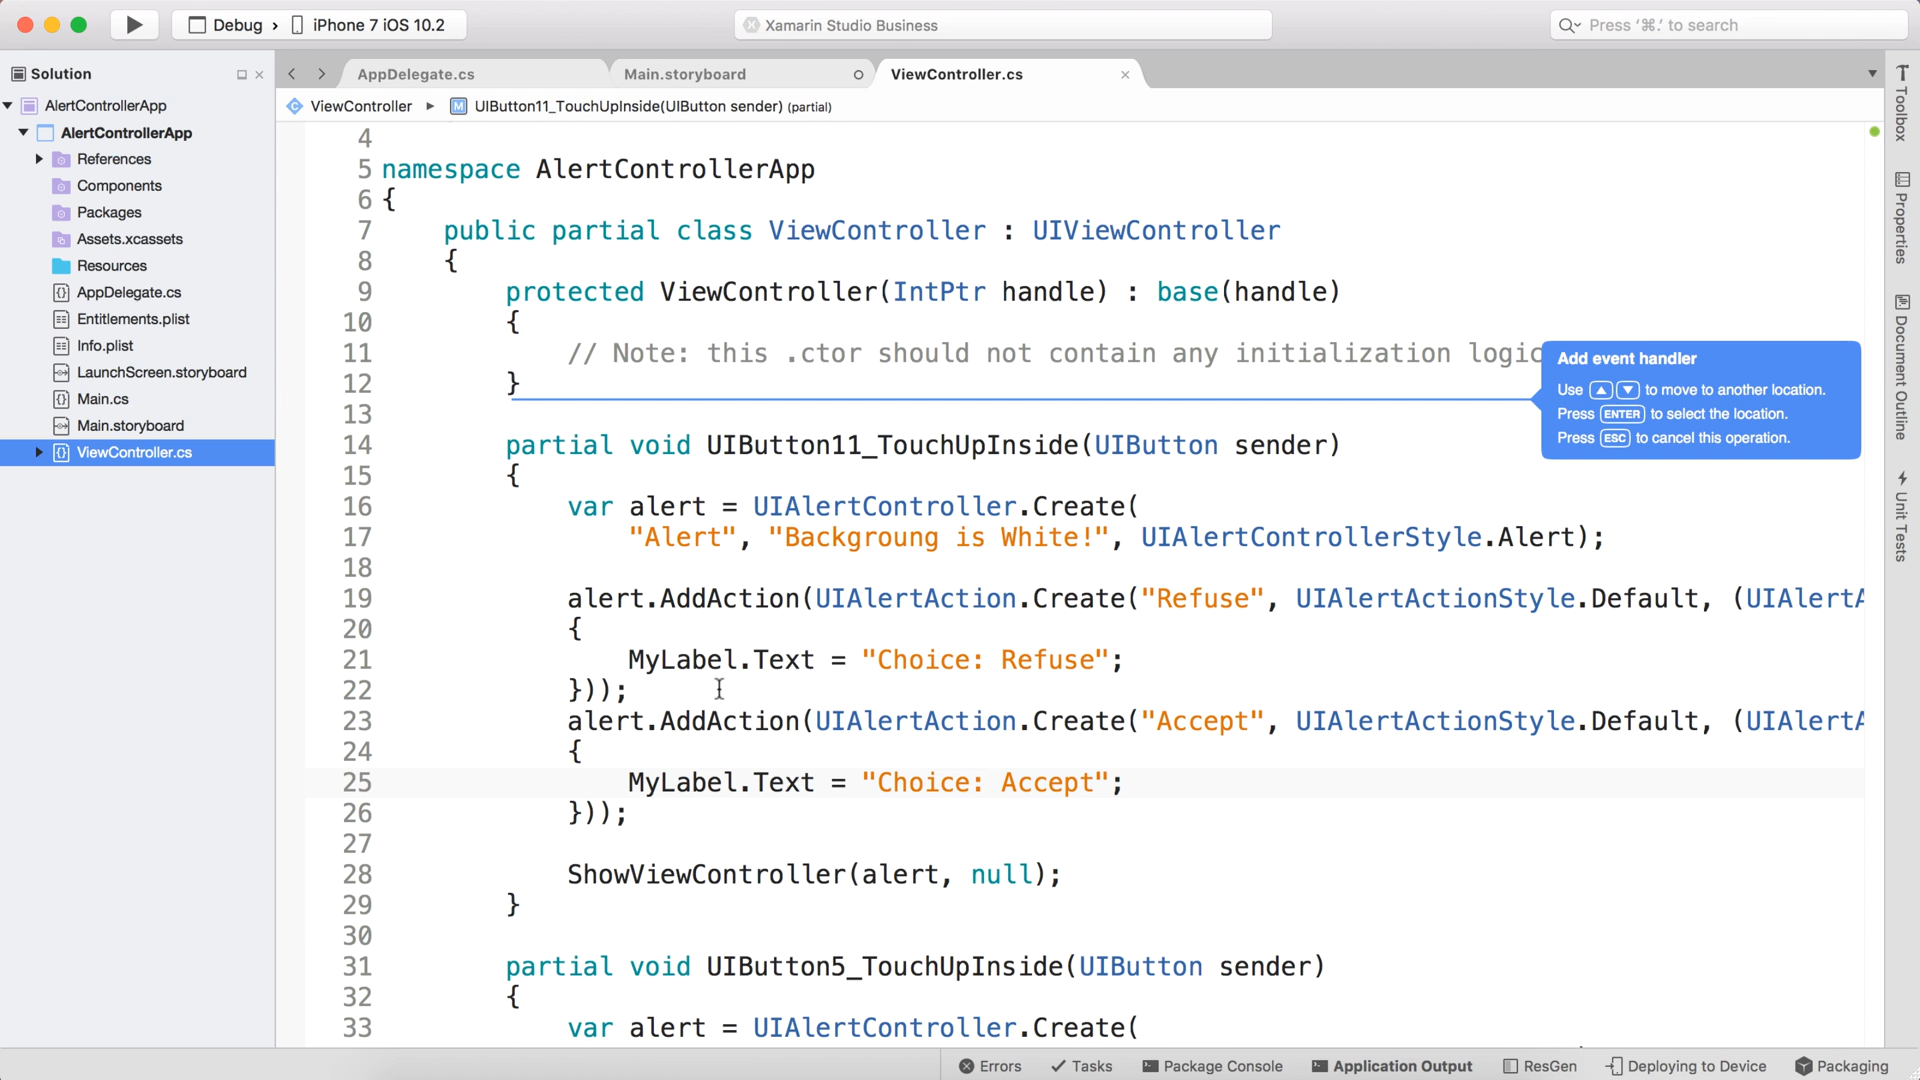 Debug > iPhone 7 iOS 10.2
Xamarin Studio Business
Press '⌘.' to search
Solution
AppDelegate.cs
Main.storyboard
ViewController.cs
AlertControllerApp
AlertControllerApp
References
Components
Packages
Assets.xcassets
Resources
AppDelegate.cs
Entitlements.plist
Info.plist
LaunchScreen.storyboard
Main.cs
Main.storyboard
ViewController.cs
ViewController
M UIButton11_TouchUpInside(UIButton sender) (partial)
4
5 namespace AlertControllerApp
6 {
7 public partial class ViewController : UIViewController
8 {
9 protected ViewController(IntPtr handle) : base(handle)
10 {
11 // Note: this .ctor should not contain any initialization logic
12 }
13
14 partial void UIButton11_TouchUpInside(UIButton sender)
15 {
16 var alert = UIAlertController.Create(
17 "Alert", "Backgroung is White!", UIAlertControllerStyle.Alert);
18
19 alert.AddAction(UIAlertAction.Create("Refuse", UIAlertActionStyle.Default, (UIAlertA
20 {
21 MyLabel.Text = "Choice: Refuse";
22 }));
23 alert.AddAction(UIAlertAction.Create("Accept", UIAlertActionStyle.Default, (UIAlertA
24 {
25 MyLabel.Text = "Choice: Accept";
26 }));
27
28 ShowViewController(alert, null);
29 }
30
31 partial void UIButton5_TouchUpInside(UIButton sender)
32 {
33 var alert = UIAlertController.Create(
Add event handler
Use ▲ ▼ to move to another location.
Press ENTER to select the location.
Press ESC to cancel this operation.
Toolbox
Properties
Document Outline
Unit Tests
Errors
Tasks
Package Console
Application Output
ResGen
Deploying to Device
Packaging